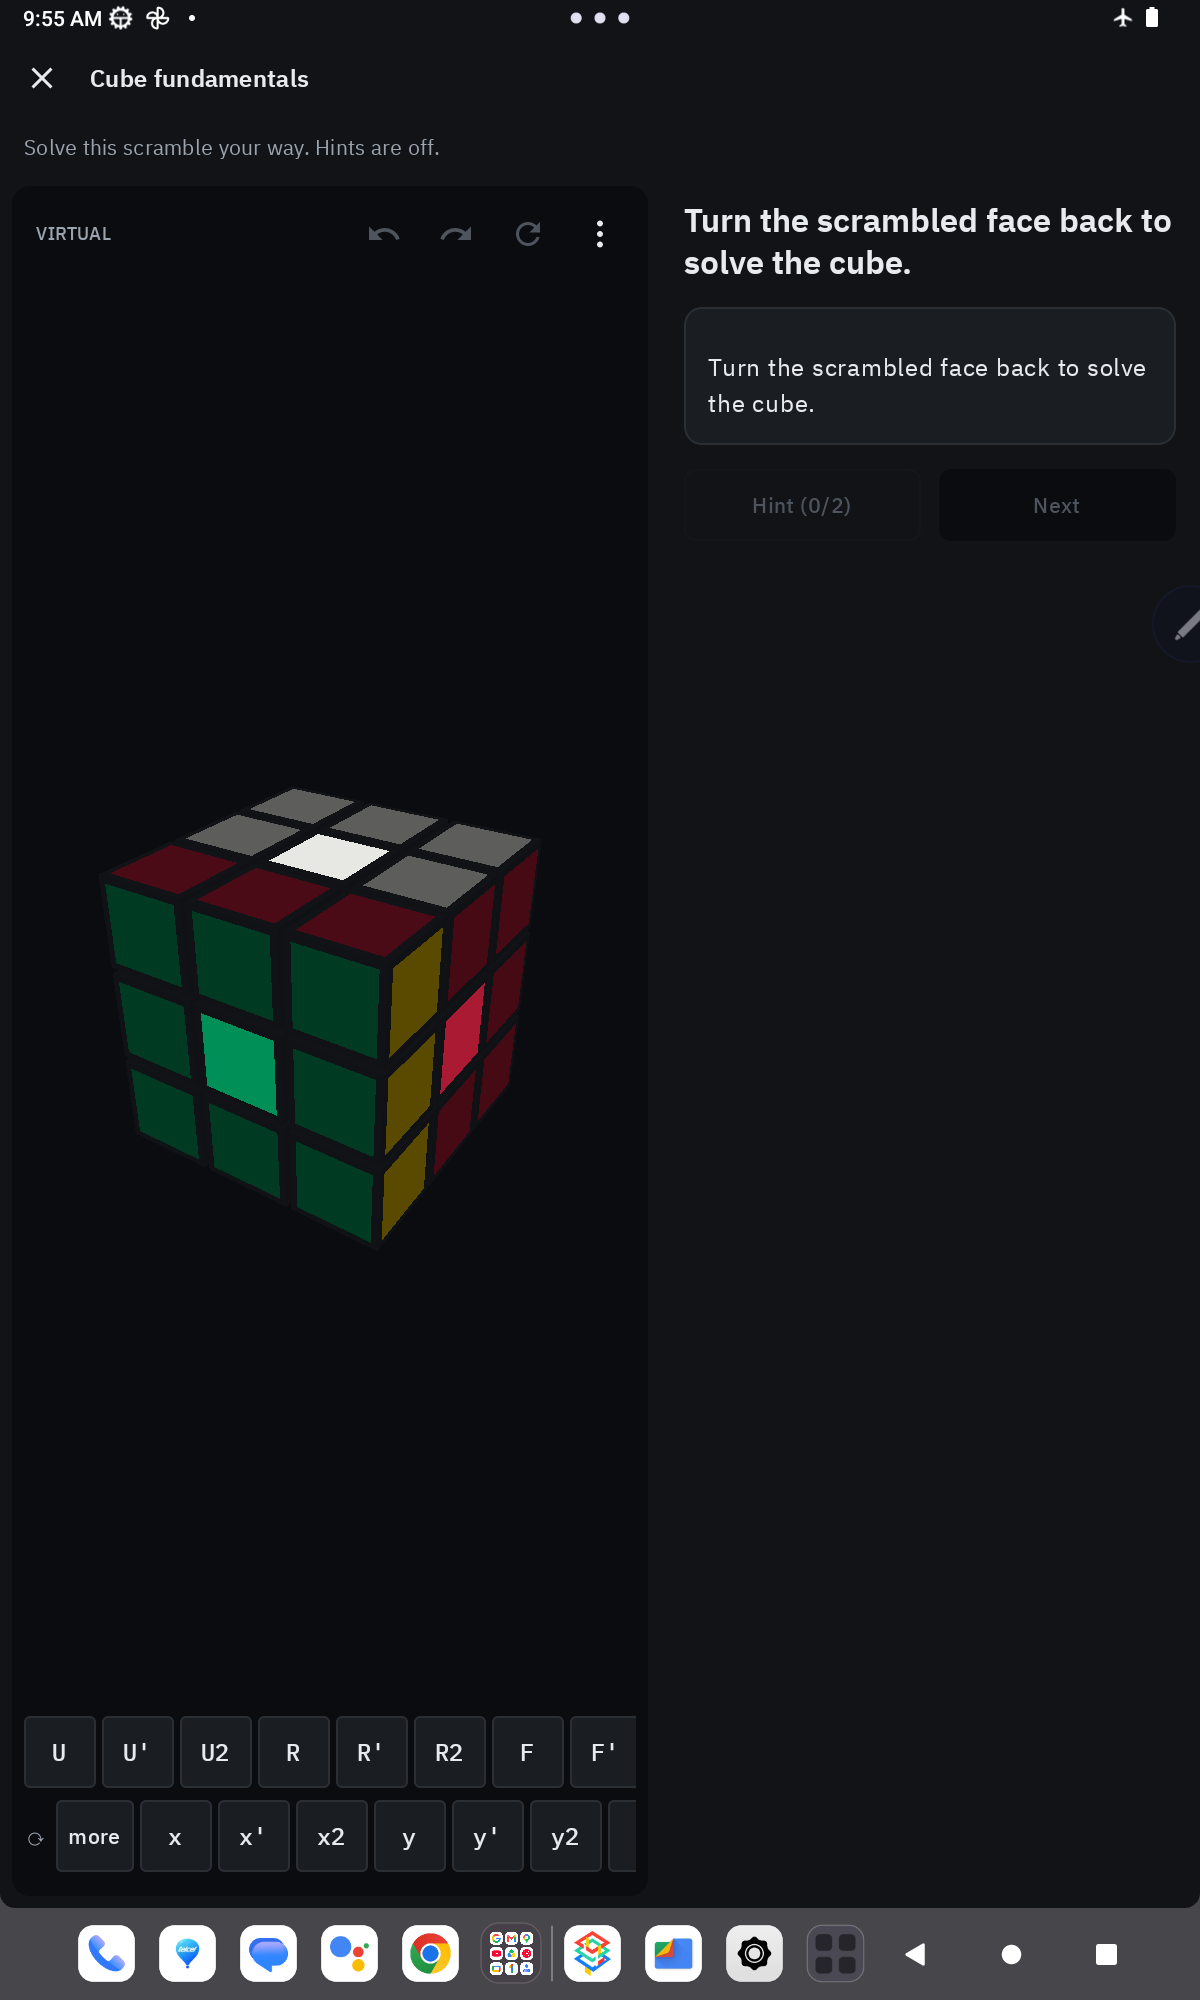 9:55 AM
Cube fundamentals
Solve this scramble your way. Hints are off.
VIRTUAL
Turn the scrambled face back to
solve the cube.
Turn the scrambled face back to solve
the cube.
Hint (0/2)
Next
U U' U2 R R' R2 F F'
more x x' x2 y y' y2